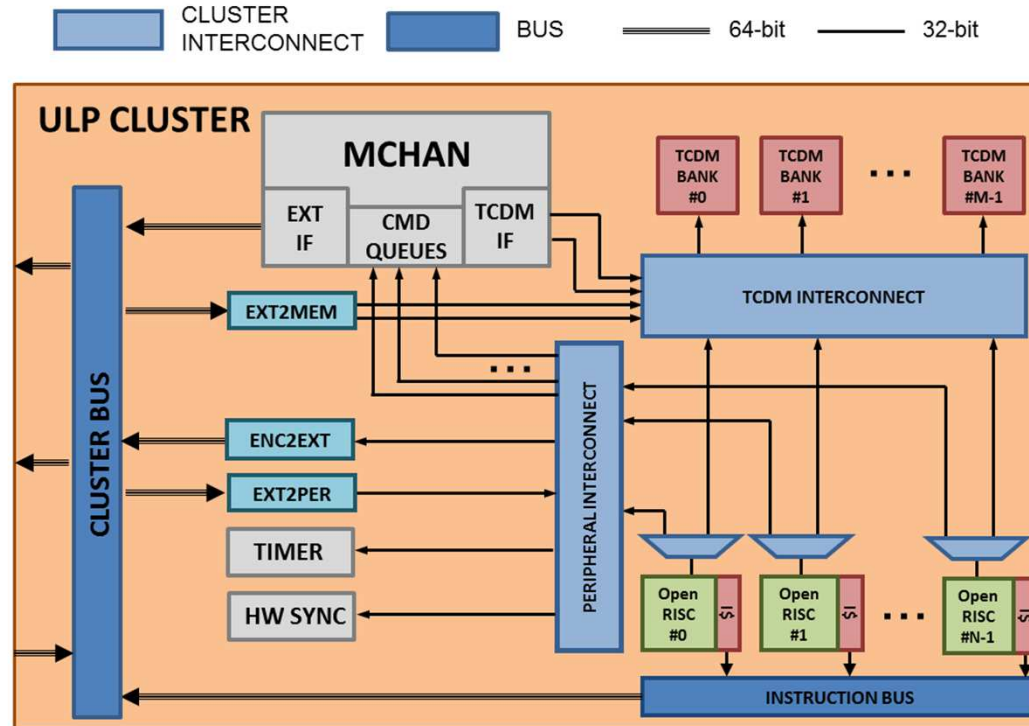 CLUSTER
INTERCONNECT
BUS
64-bit
32-bit
ULP CLUSTER
MCHAN
EXT
IF
CMD
QUEUES
TCDM
IF
TCDM
BANK
#0
TCDM
BANK
#1
...
TCDM
BANK
#M-1
EXT2MEM
TCDM INTERCONNECT
CLUSTER BUS
...
PERIPHERAL INTERCONNECT
ENC2EXT
EXT2PER
TIMER
HW SYNC
Open
RISC
#0
I$
Open
RISC
#1
I$
...
Open
RISC
#N-1
I$
INSTRUCTION BUS